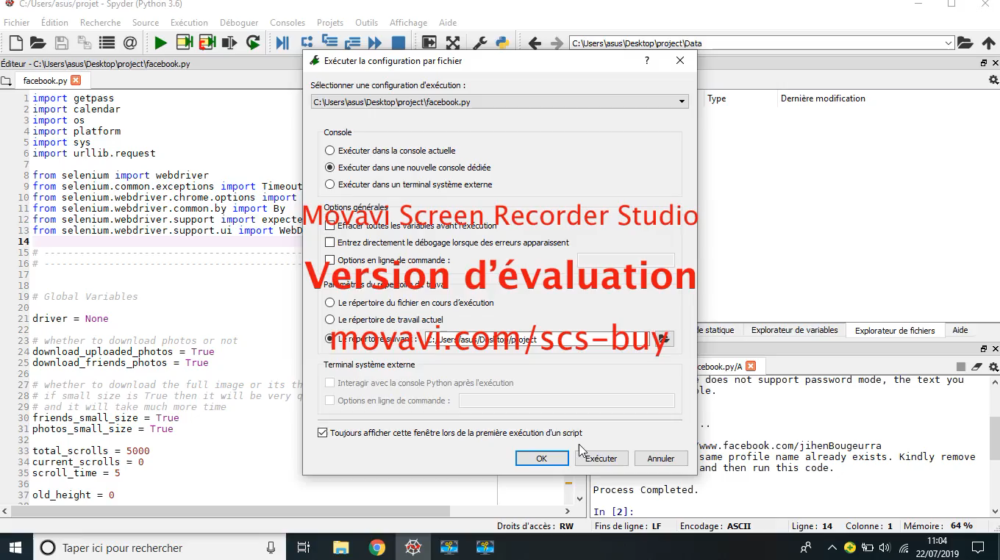 C:/Users/asus/projet - Spyder (Python 3.6)
Fichier Édition Recherche Source Exécution Déboguer Consoles Projets Outils Affichage Aide
C:\Users\asus\Desktop\project\Data
Éditeur - C:\Users\asus\Desktop\project\facebook.py
facebook.py
1 import getpass
2 import calendar
3 import os
4 import platform
5 import sys
6 import urllib.request
7
8 from selenium import webdriver
9 from selenium.common.exceptions import Timeout
10 from selenium.webdriver.chrome.options import
11 from selenium.webdriver.common.by import By
12 from selenium.webdriver.support import expecte
13 from selenium.webdriver.support.ui import WebD
14
15 # -------------------------------------------
16 # -------------------------------------------
17
18
19 # Global Variables
20
21 driver = None
22
23 # whether to download photos or not
24 download_uploaded_photos = True
25 download_friends_photos = True
26
27 # whether to download the full image or its th
28 # if small size is True then it will be very q
29 # and it will take much more time
30 friends_small_size = True
31 photos_small_size = True
32
33 total_scrolls = 5000
34 current_scrolls = 0
35 scroll_time = 5
36
37 old_height = 0
Exécuter la configuration par fichier
?
Sélectionner une configuration d'exécution :
C:\Users\asus\Desktop\project\facebook.py
Console
Exécuter dans la console actuelle
Exécuter dans une nouvelle console dédiée
Exécuter dans un terminal système externe
Options générales
Movavi Screen Recorder Studio
Effacer toutes les variables avant l'exécution
Entrez directement le débogage lorsque des erreurs apparaissent
Options en ligne de commande :
Version d'évaluation
Paramètres du répertoire de travail
Le répertoire du fichier en cours d'exécution
Le répertoire de travail actuel
Le répertoire suivant : C:/Users/asus/Desktop/project
movavi.com/scs-buy
Terminal système externe
Interagir avec la console Python après l'exécution
Options en ligne de commande :
Toujours afficher cette fenêtre lors de la première exécution d'un script
OK Exécuter Annuler
Type Dernière modification
le statique Explorateur de variables Explorateur de fichiers Aide
cebook.py/A
e does not support password mode, the text you
le.
..
/www.facebook.com/jihenBougeurra
same profile name already exists. Kindly remove
and then run this code.
Process Completed.
In [2]:
Droits d'accès : RW Fins de ligne : LF Encodage : ASCII Ligne : 14 Colonne : 1 Mémoire : 64 %
Taper ici pour rechercher
11:04
22/07/2019